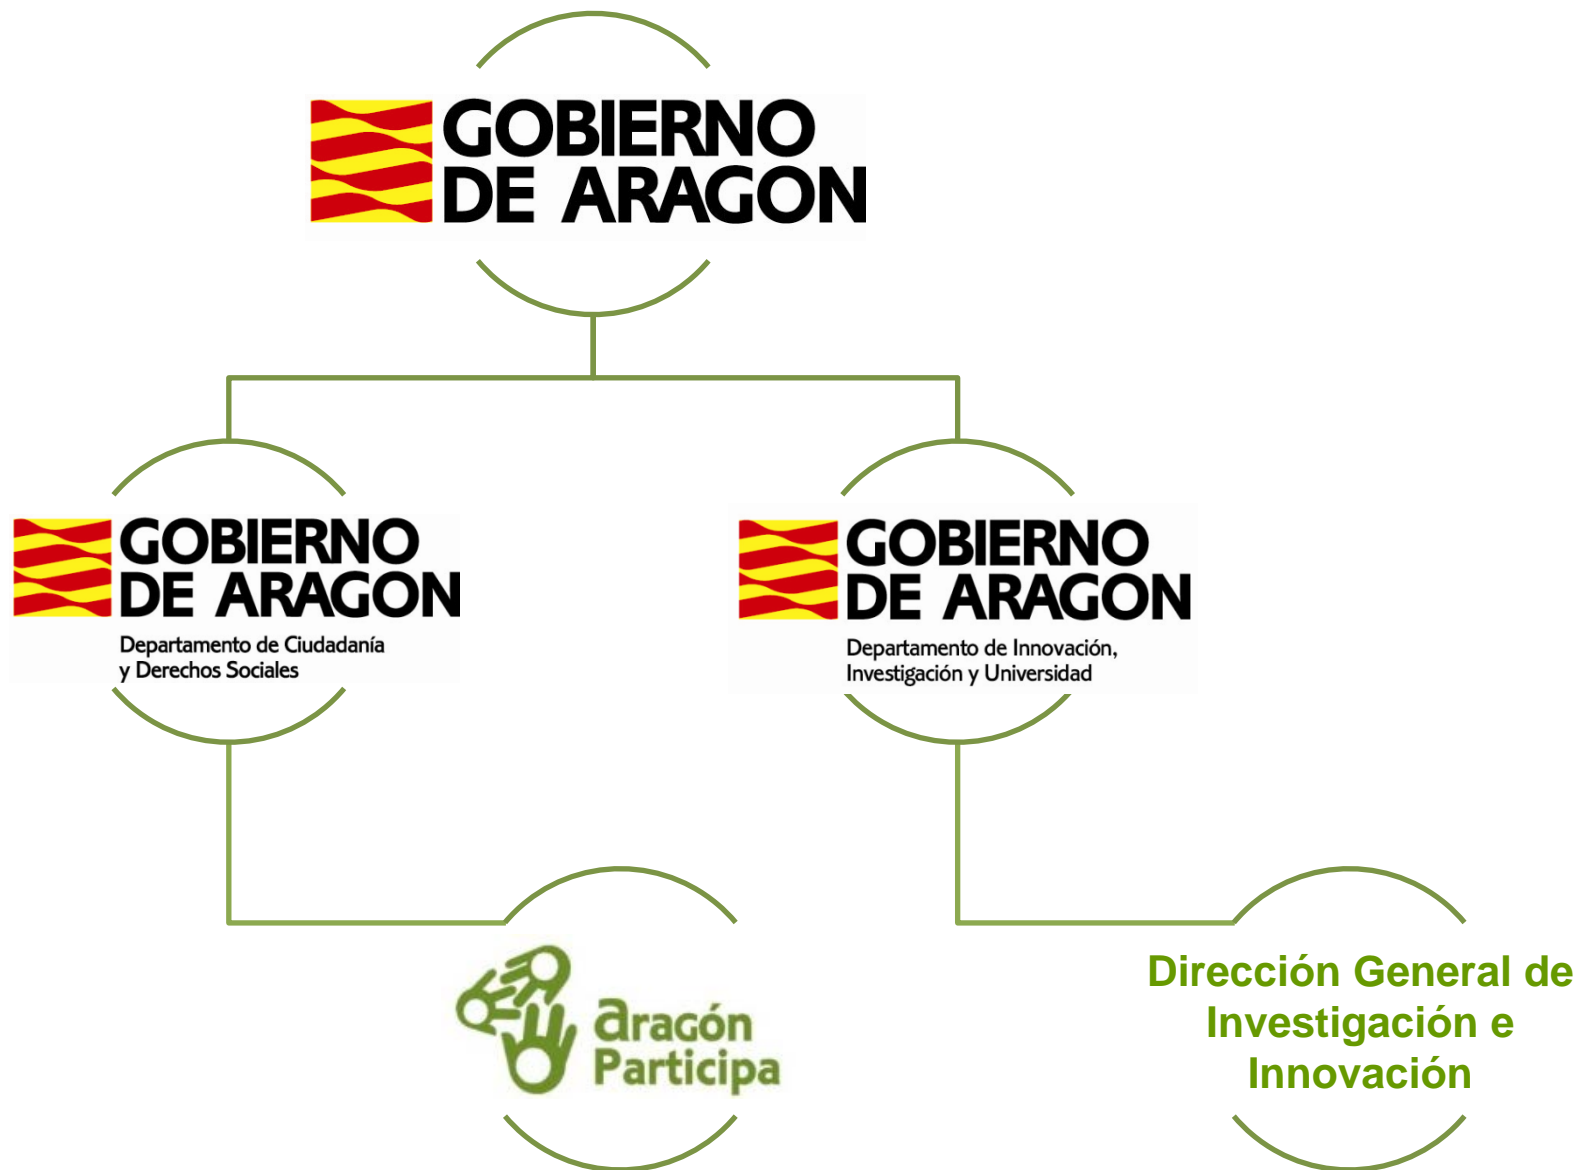 GOBIERNO
DE ARAGON
GOBIERNO
DE ARAGON
Departamento de Ciudadanía
y Derechos Sociales
GOBIERNO
DE ARAGON
Departamento de Innovación,
Investigación y Universidad
aragón
Participa
Dirección General de
Investigación e
Innovación